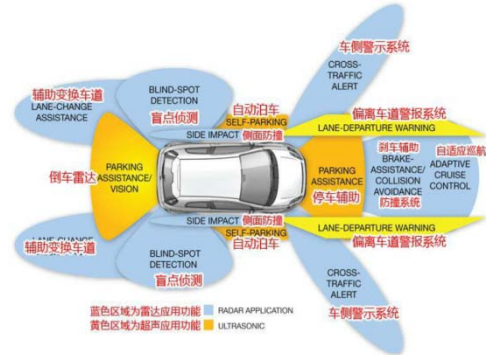 车侧警示系统
CROSS-
TRAFFIC
ALERT
辅助变换车道
LANE-CHANGE
ASSISTANCE
BLIND-SPOT
DETECTION
盲点侦测
自动泊车
SELF-PARKING
SIDE IMPACT 侧面防撞
偏离车道警报系统
LANE-DEPARTURE WARNING
倒车雷达
PARKING
ASSISTANCE/
VISION
PARKING
ASSISTANCE
停车辅助
刹车辅助
BRAKE-
ASSISTANCE/
COLLISION
AVOIDANCE
防撞系统
自适应巡航
ADAPTIVE
CRUISE
CONTROL
SIDE IMPACT 侧面防撞
SELF-PARKING
自动泊车
LANE-DEPARTURE WARNING
偏离车道警报系统
辅助变换车道
ASSISTANCE
BLIND-SPOT
DETECTION
盲点侦测
CROSS-
TRAFFIC
ALERT
车侧警示系统
蓝色区域为雷达应用功能 RADAR APPLICATION
黄色区域为超声应用功能 ULTRASONIC